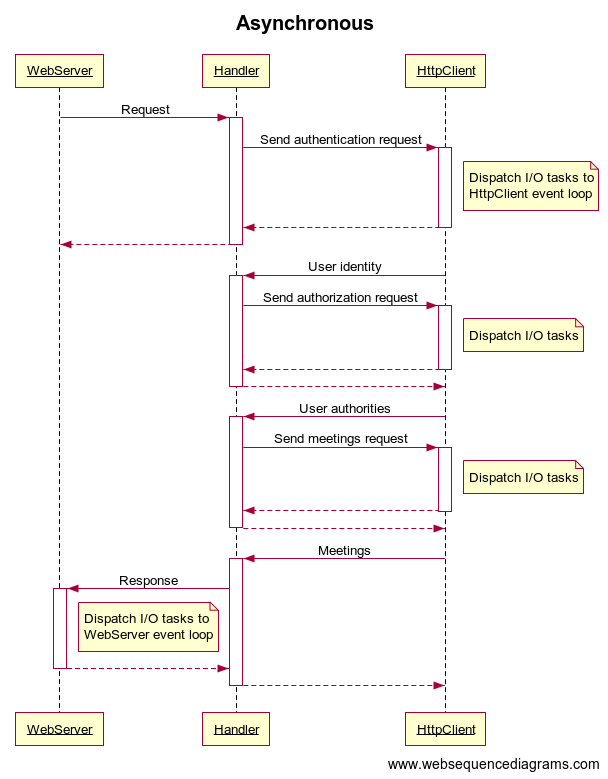 Asynchronous
WebServer
Handler
HttpClient
Request
Send authentication request
Dispatch I/O tasks to
HttpClient event loop
User identity
Send authorization request
Dispatch I/O tasks
User authorities
Send meetings request
Dispatch I/O tasks
Meetings
Response
Dispatch I/O tasks to
WebServer event loop
WebServer
Handler
HttpClient
www.websequencediagrams.com